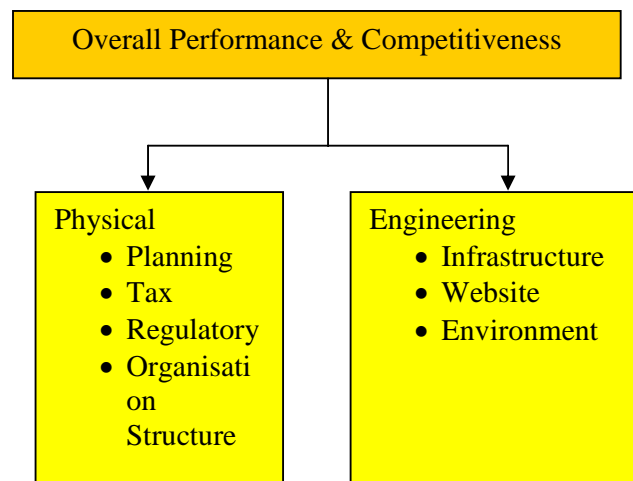 Overall Performance & Competitiveness
Physical
• Planning
• Tax
• Regulatory
• Organisati
on
Structure
Engineering
• Infrastructure
• Website
• Environment